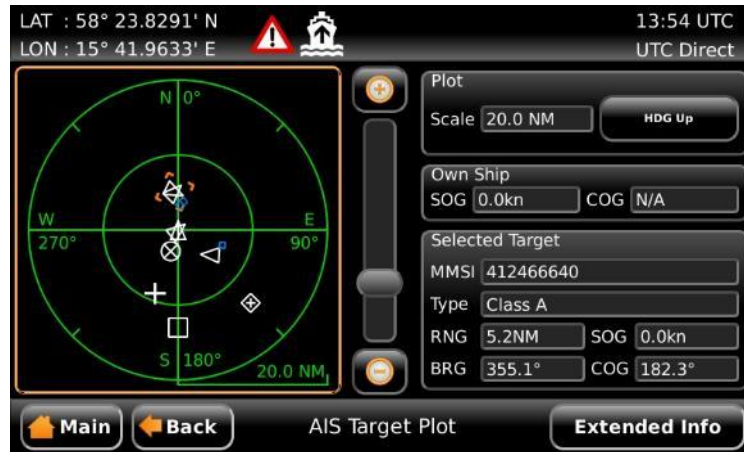 LAT : 58° 23.8291' N
LON : 15° 41.9633' E
13:54 UTC
UTC Direct
N 0°
W
270°
E
90°
S 180°
20.0 NM
Plot
Scale 20.0 NM HDG Up
Own Ship
SOG 0.0kn COG N/A
Selected Target
MMSI 412466640
Type Class A
RNG 5.2NM SOG 0.0kn
BRG 355.1° COG 182.3°
Main Back AIS Target Plot Extended Info